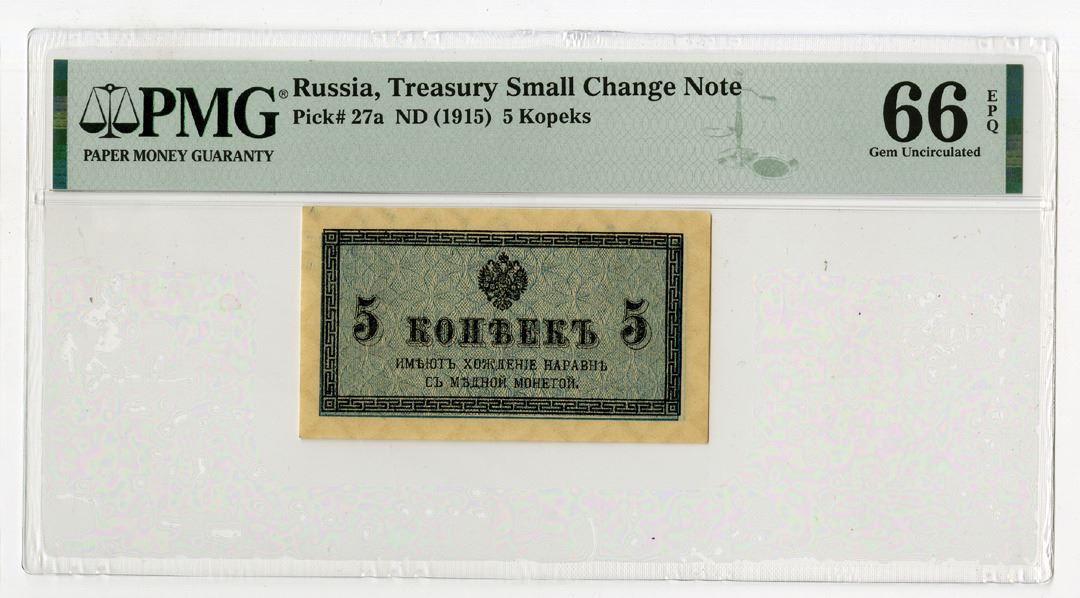 PMG®
PAPER MONEY GUARANTY
Russia, Treasury Small Change Note
Pick# 27a ND (1915) 5 Kopeks
66
EPQ
Gem Uncirculated
5 КОПѢЕКЪ 5
ИМѢЮТЪ ХОЖДЕНІЕ НАРАВНѢ
СЪ МѢДНОЙ МОНЕТОЙ.